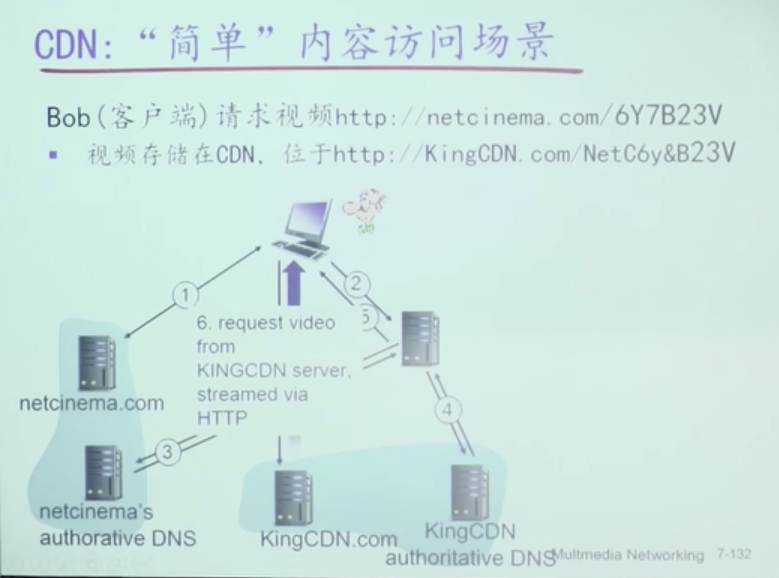 CDN: “简单”内容访问场景
Bob(客户端)请求视频http://netcinema.com/6Y7B23V
▪ 视频存储在CDN, 位于http://KingCDN.com/NetC6y&B23V
1
2
5
6. request video
from
KINGCDN server,
streamed via
HTTP
netcinema.com
4
3
netcinema's
authorative DNS
KingCDN.com
KingCDN
authoritative DNS
Multmedia Networking 7-132